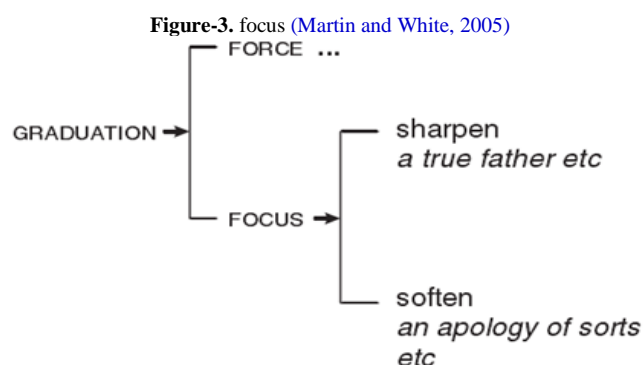 Figure-3. focus (Martin and White, 2005)
FORCE ...
GRADUATION
sharpen
a true father etc
FOCUS
soften
an apology of sorts
etc